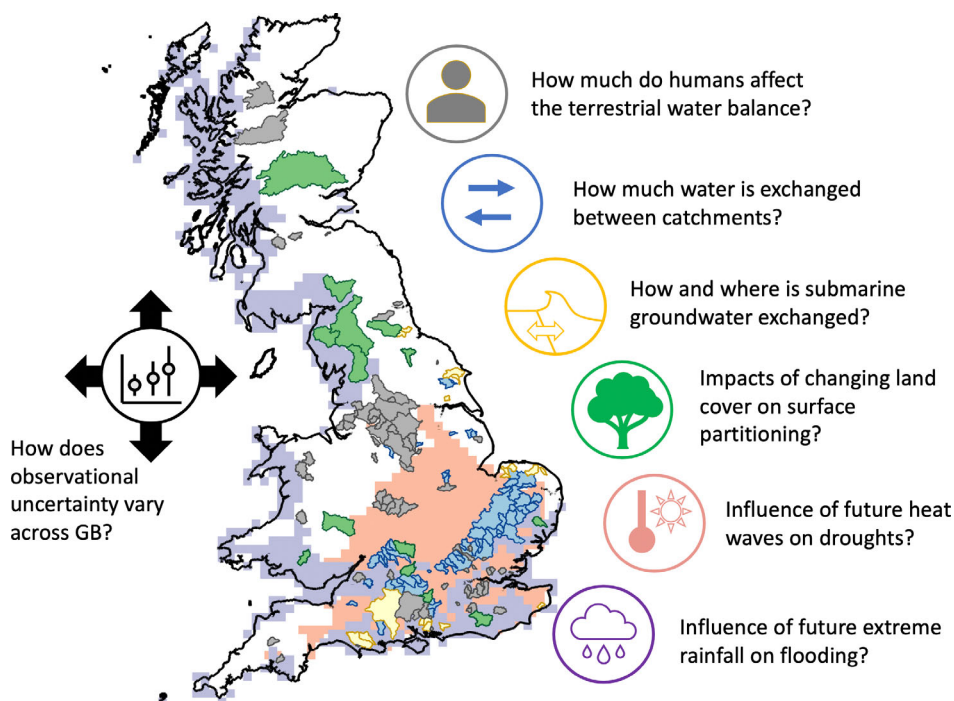 How much do humans affect
the terrestrial water balance?
How much water is exchanged
between catchments?
How and where is submarine
groundwater exchanged?
Impacts of changing land
cover on surface
partitioning?
How does
observational
uncertainty vary
across GB?
Influence of future heat
waves on droughts?
Influence of future extreme
rainfall on flooding?